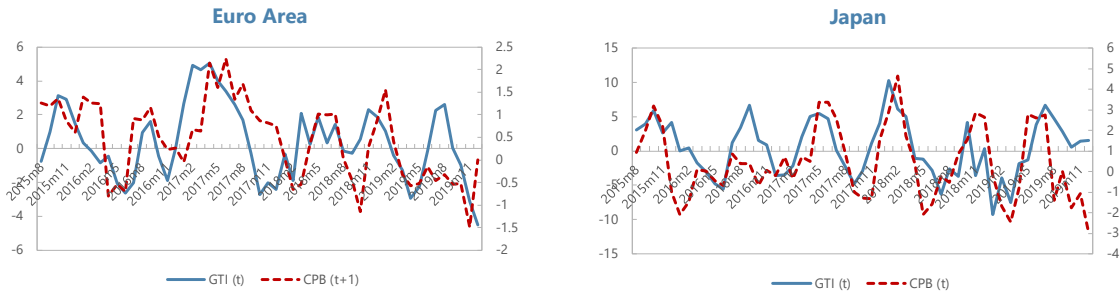 Euro Area
6
4
2
0
-2
-4
-6
2.5
2
1.5
1
0.5
0
-0.5
-1
-1.5
-2
2015m8
2015m11
2016m2
2016m5
2016m8
2016m11
2017m2
2017m5
2017m8
2017m11
2018m2
2018m5
2018m8
2018m11
2019m2
2019m5
2019m8
2019m11
GTI (t)
CPB (t+1)
Japan
15
10
5
0
-5
-10
-15
6
5
4
3
2
1
0
-1
-2
-3
-4
2015m8
2015m11
2016m2
2016m5
2016m8
2016m11
2017m2
2017m5
2017m8
2017m11
2018m2
2018m5
2018m8
2018m11
2019m2
2019m5
2019m8
2019m11
GTI (t)
CPB (t)